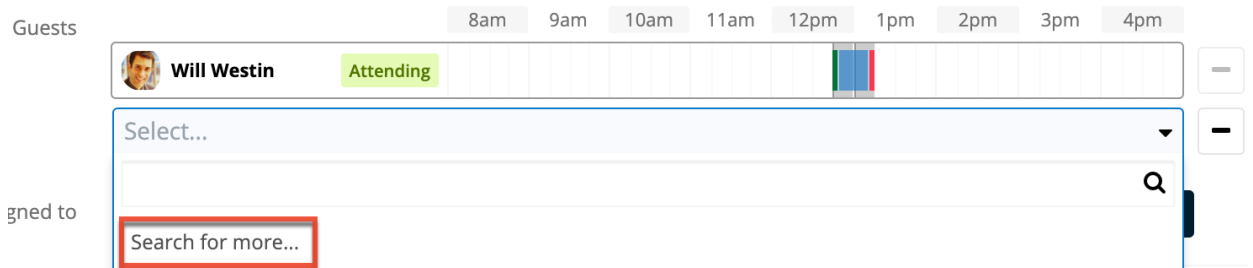 Guests
8am 9am 10am 11am 12pm 1pm 2pm 3pm 4pm
Will Westin Attending
Select...
gned to
Search for more...